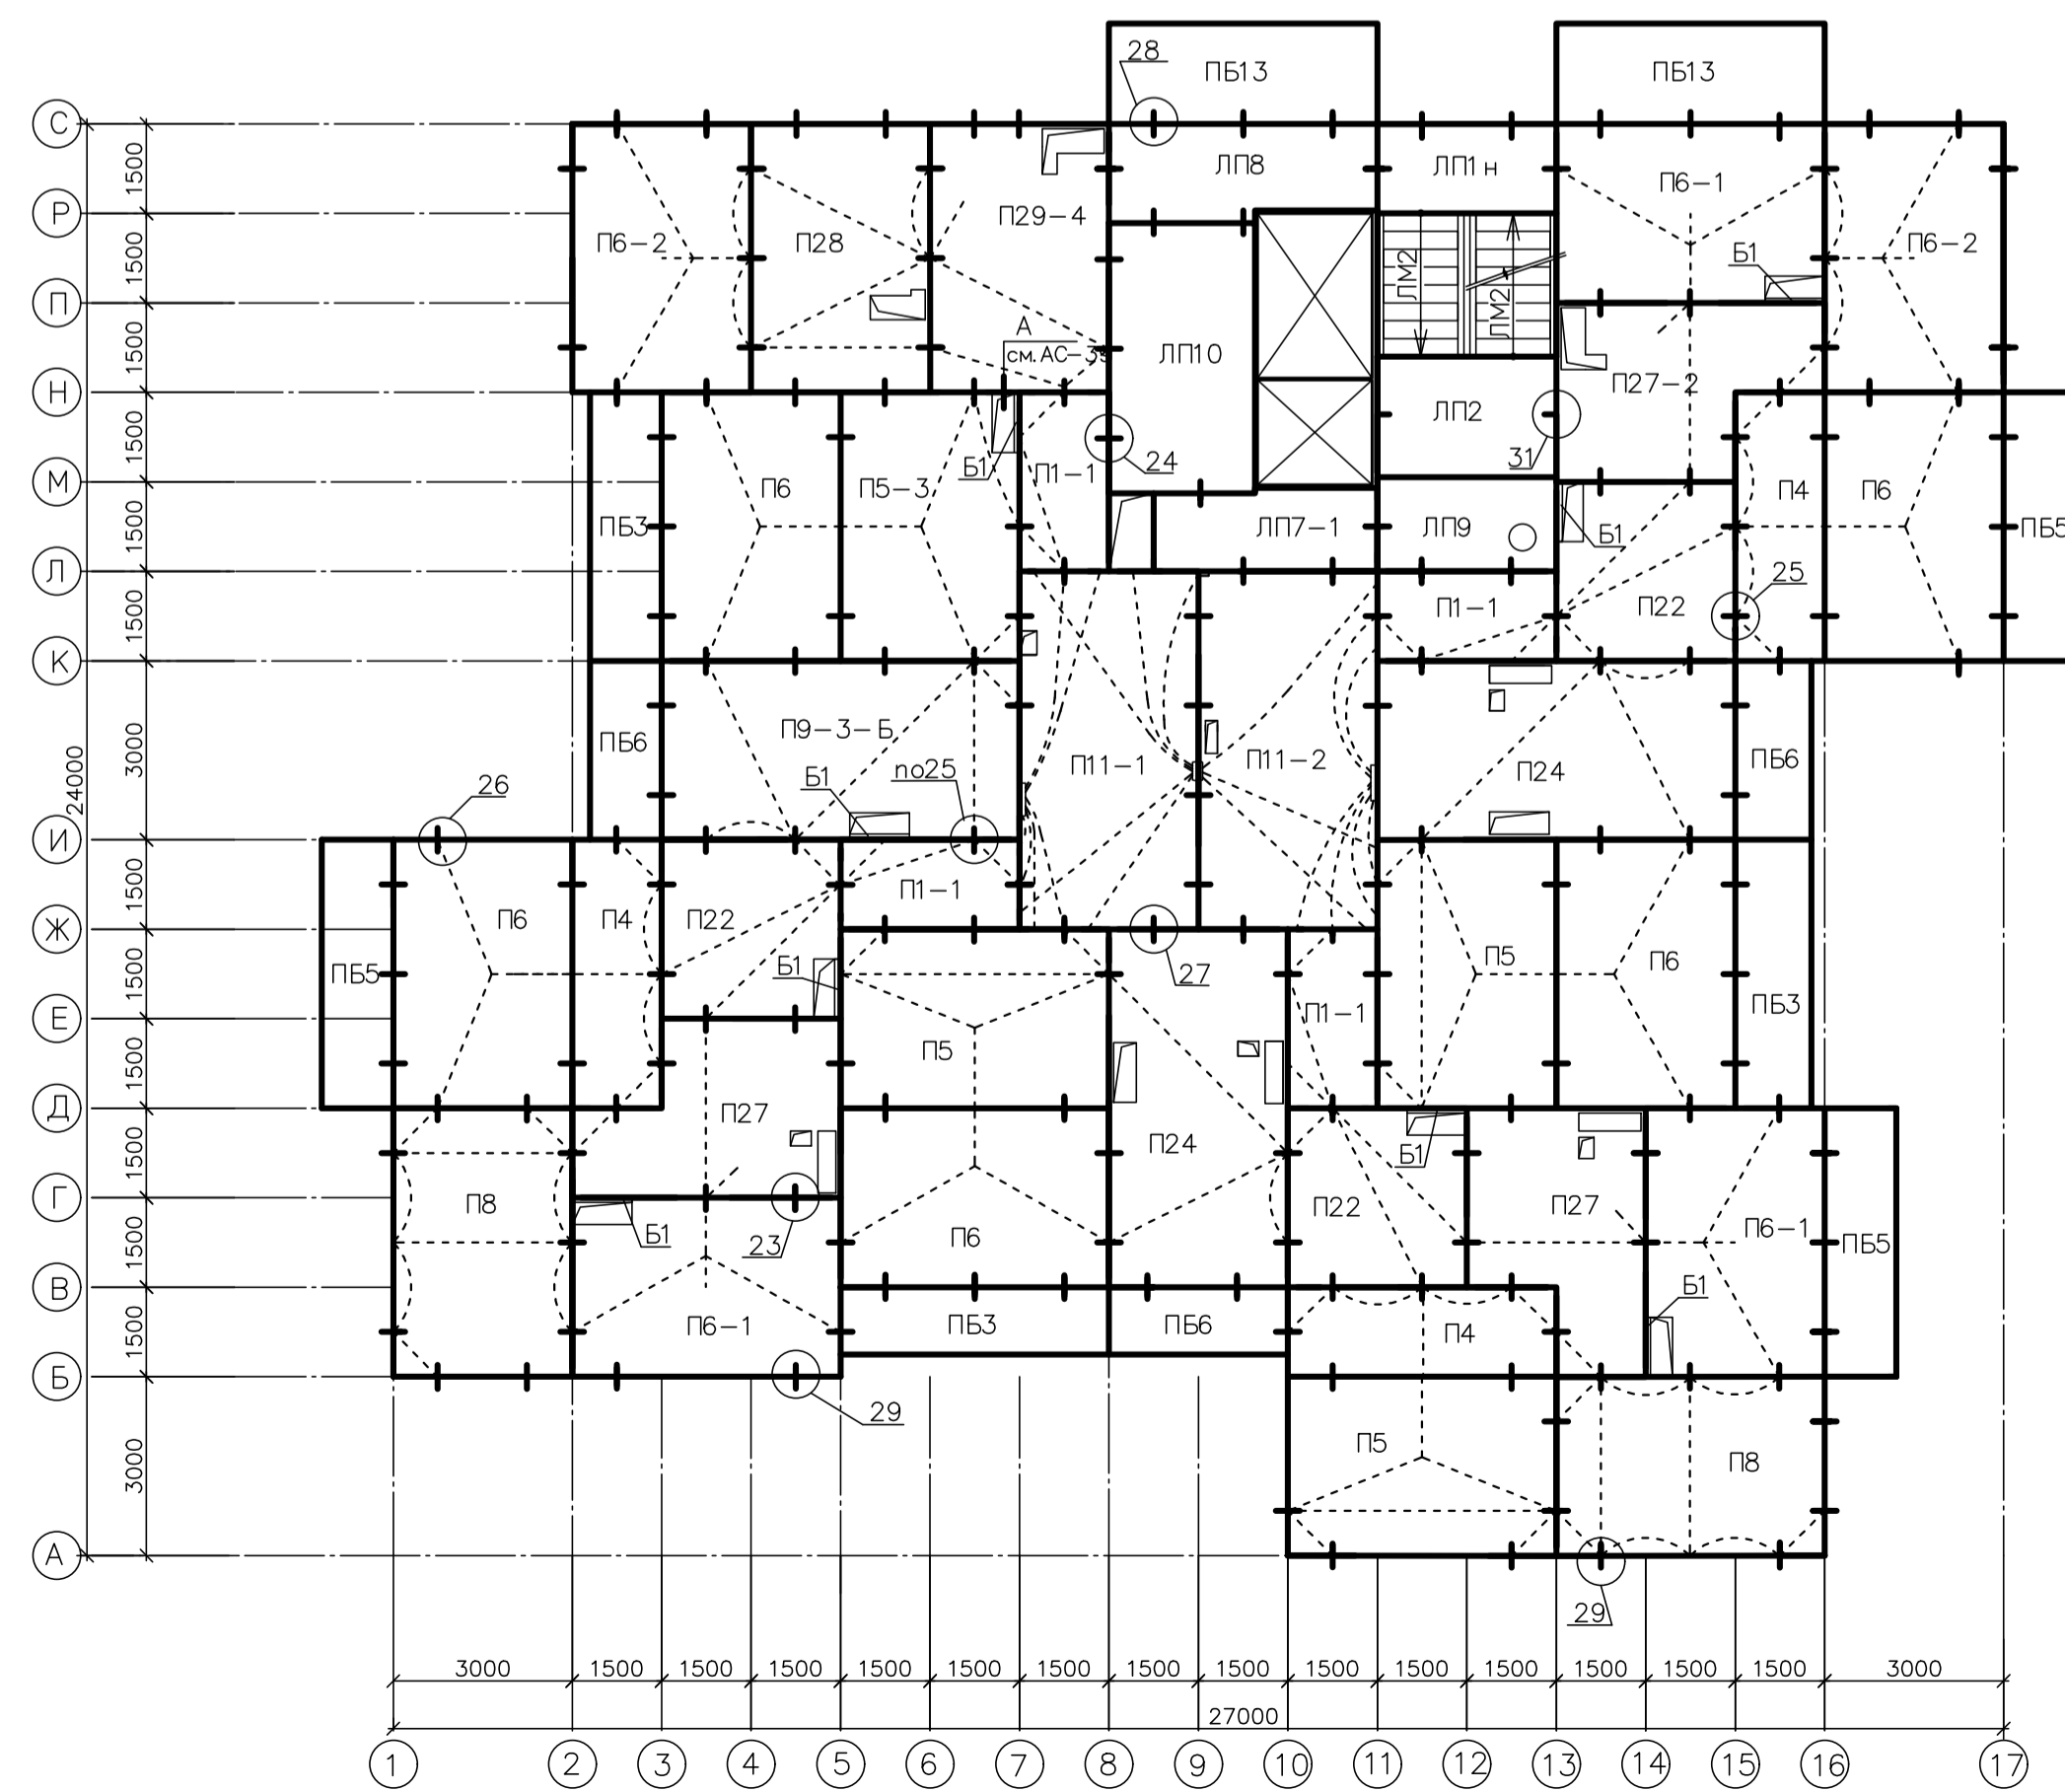 28
ПБ13
ПБ13
С
1500
ЛП8
ЛП1н
П6-1
Р
П29-4
П6-2
П28
ЛМ2
ЛМ2
Б1
П6-2
1500
П
А
см.АС-3
ЛП10
1500
П27-2
Н
ЛП2
1500
31
24
Б1
П1-1
М
П6
П5-3
П4
П6
ПБ3
ЛП7-1
ЛП9
Б1
ПБ5
1500
Л
25
П1-1
П22
1500
К
П9-3-Б
3000
24000
ПБ6
П11-1
П11-2
П24
ПБ6
26
Б1
по25
И
1500
П6
П4
П22
П1-1
Ж
ПБ5
Б1
27
П5
П6
1500
П1-1
ПБ3
Е
П5
1500
Д
П27
П24
Б1
1500
П8
П22
П27
П6-1
Г
Б1
23
П6
ПБ5
1500
В
Б1
П6-1
ПБ3
ПБ6
П4
1500
Б
29
П5
П8
3000
А
29
3000
1500
1500
1500
1500
1500
1500
1500
1500
1500
1500
1500
1500
1500
1500
3000
27000
1
2
3
4
5
6
7
8
9
10
11
12
13
14
15
16
17